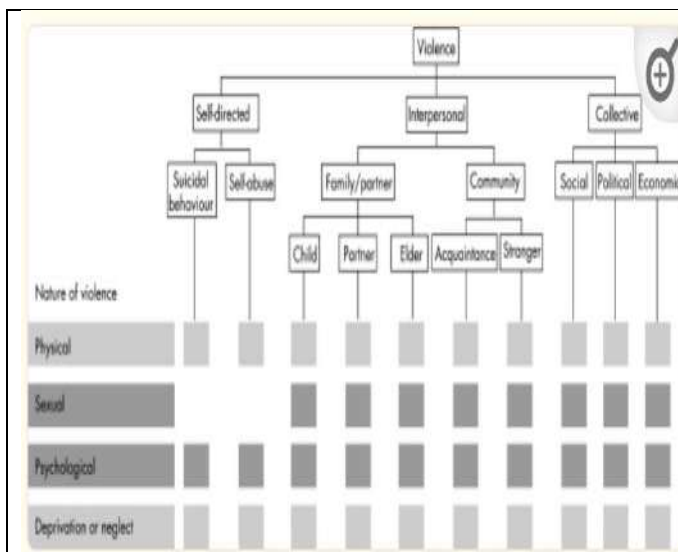 Violence
Self-directed Interpersonal Collective
Suicidal behaviour Self-abuse Family/partner Community Social Political Economic
Child Partner Elder Acquaintance Stranger
Nature of violence
Physical
Sexual
Psychological
Deprivation or neglect